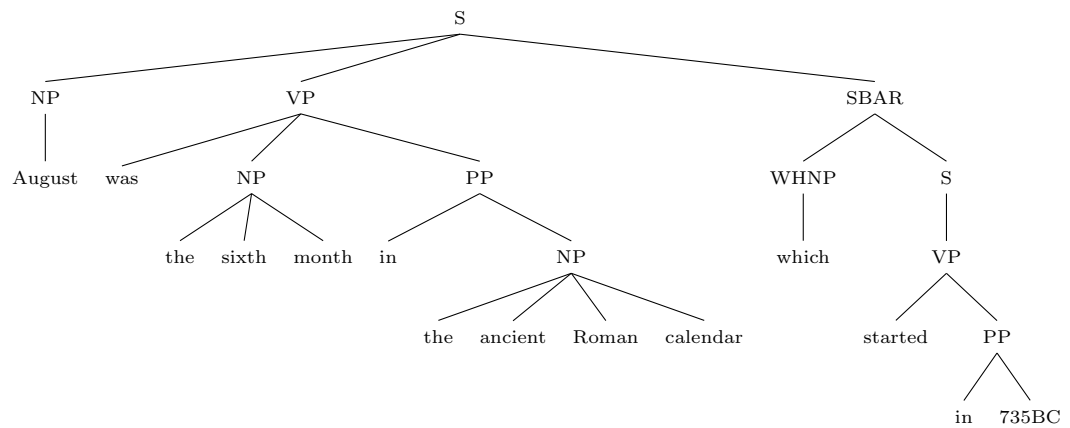 S
NP VP SBAR
August was NP PP WHNP S
the sixth month in NP which VP
the ancient Roman calendar started PP
in 735BC